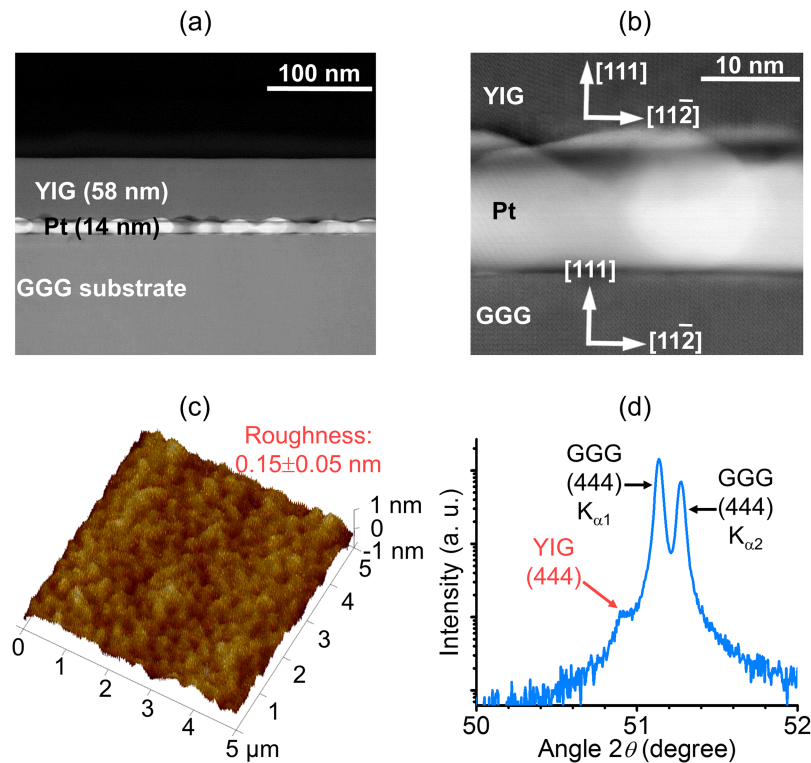 (a)
100 nm
YIG (58 nm)
Pt (14 nm)
GGG substrate
(b)
10 nm
[111]
YIG
[112̅]
Pt
[111]
GGG
[112̅]
(c)
Roughness:
0.15±0.05 nm
1 nm
0
-1 nm
5
4
3
2
1
0
1
2
3
4
5 μm
(d)
GGG
(444)
Kα1
GGG
(444)
Kα2
YIG
(444)
Intensity (a. u.)
50
51
52
Angle 2θ (degree)